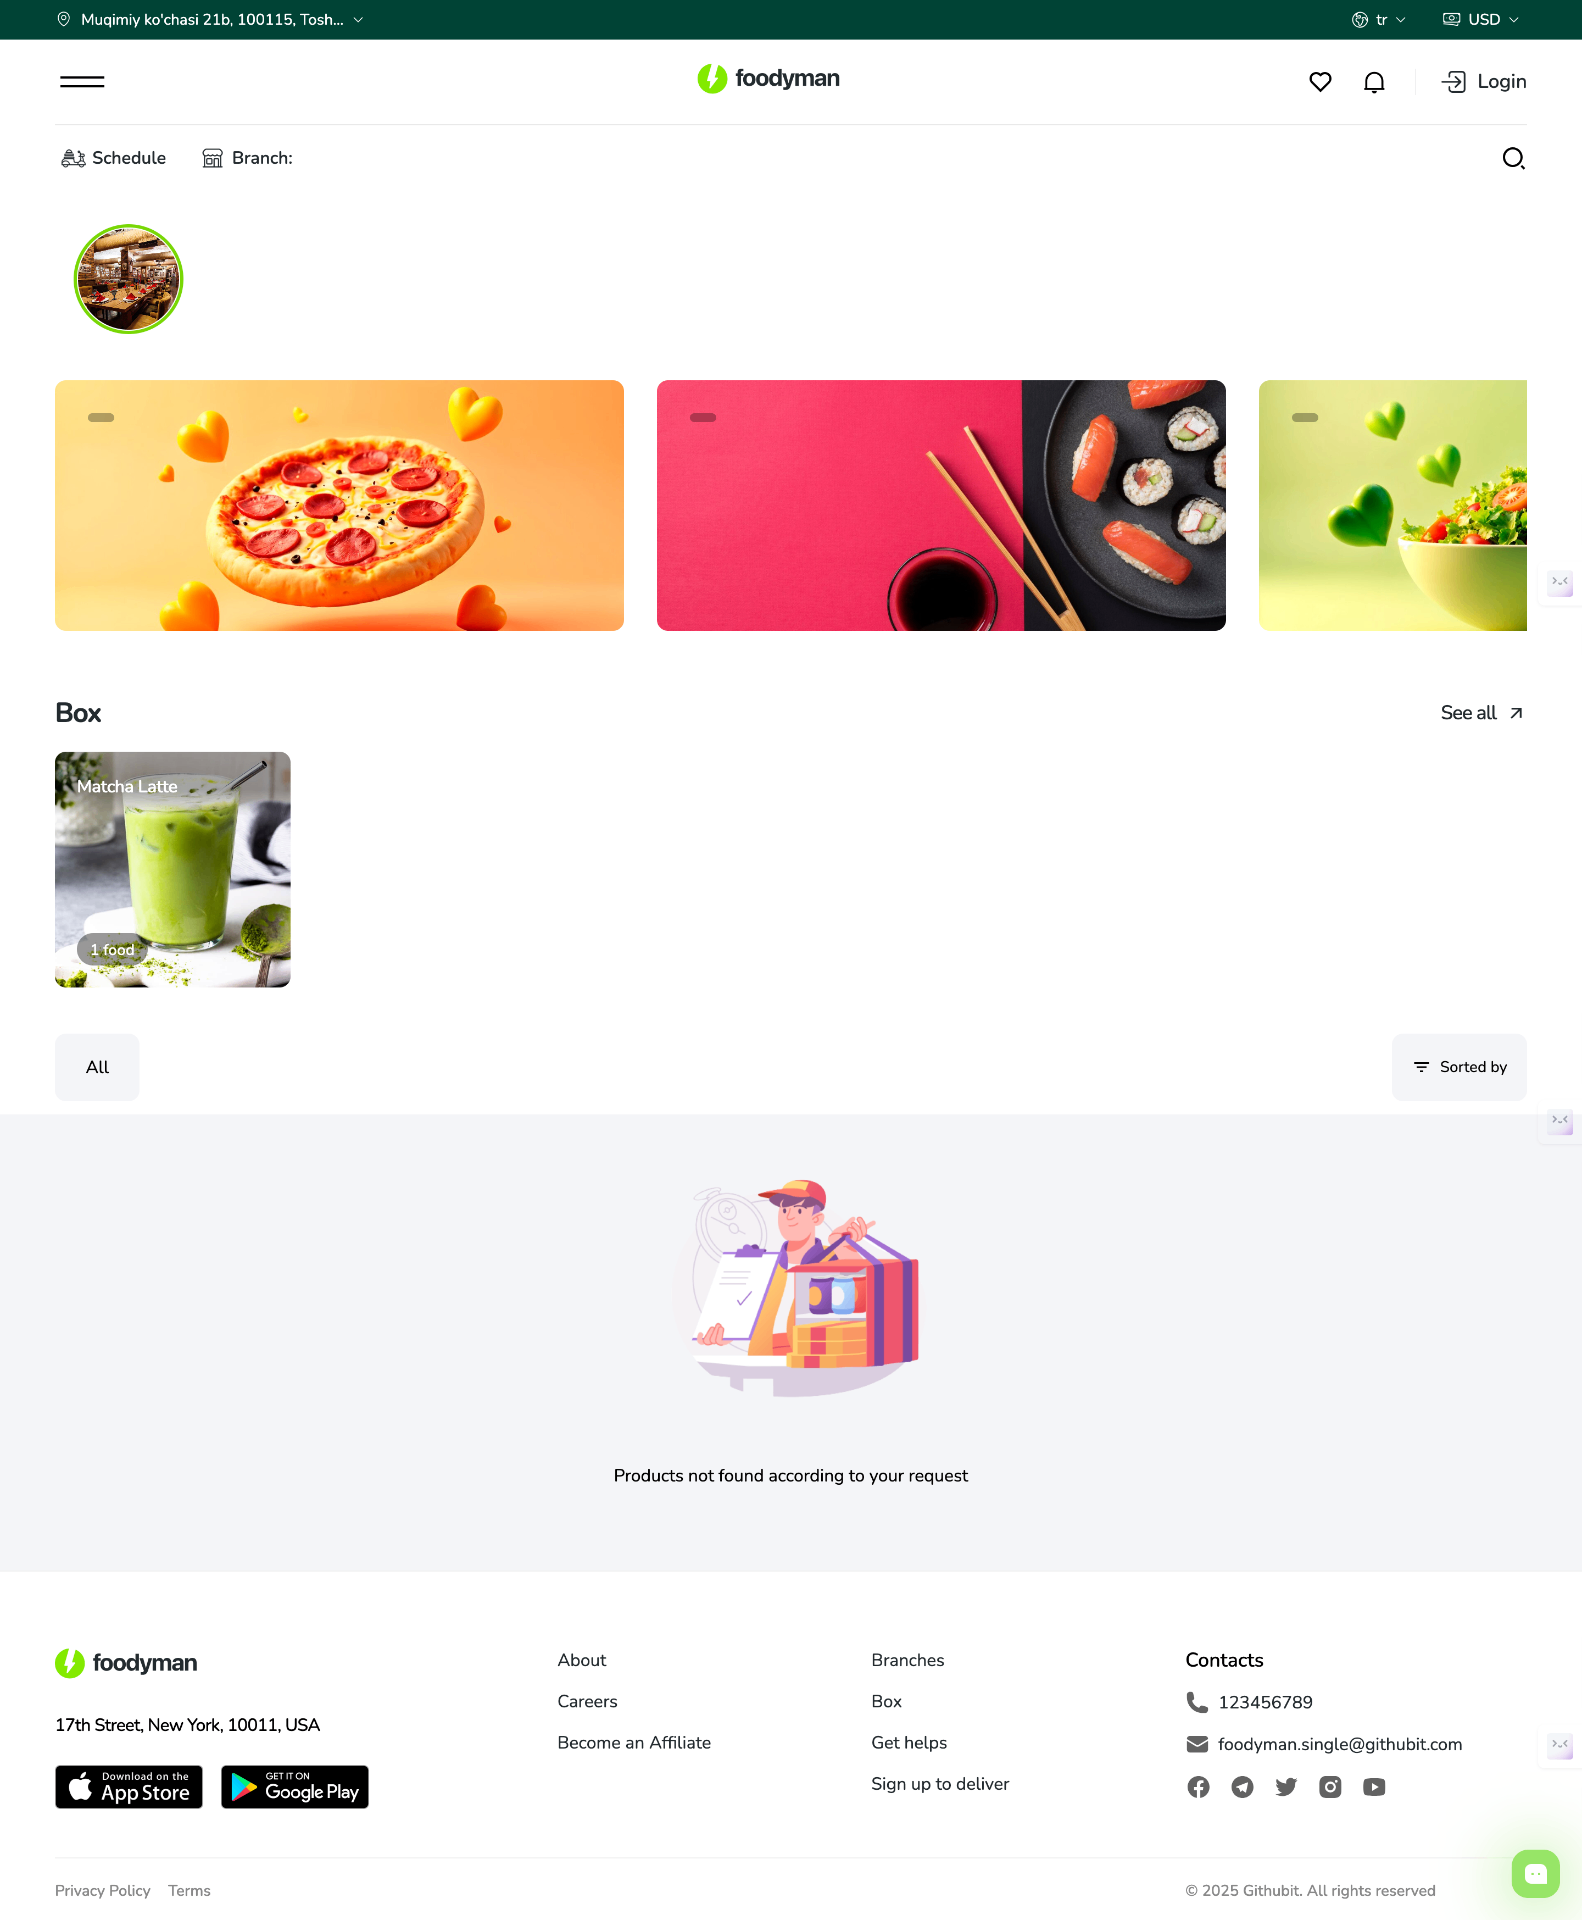 Muqimiy ko'chasi 21b, 100115, Tosh...
tr
USD
foodyman
Login
Schedule
Branch:
Box
See all
Matcha Latte
1 food
All
Sorted by
Products not found according to your request
foodyman
17th Street, New York, 10011, USA
Download on the
App Store
GET IT ON
Google Play
About
Careers
Become an Affiliate
Branches
Box
Get helps
Sign up to deliver
Contacts
123456789
foodyman.single@githubit.com
Privacy Policy
Terms
© 2025 Githubit. All rights reserved